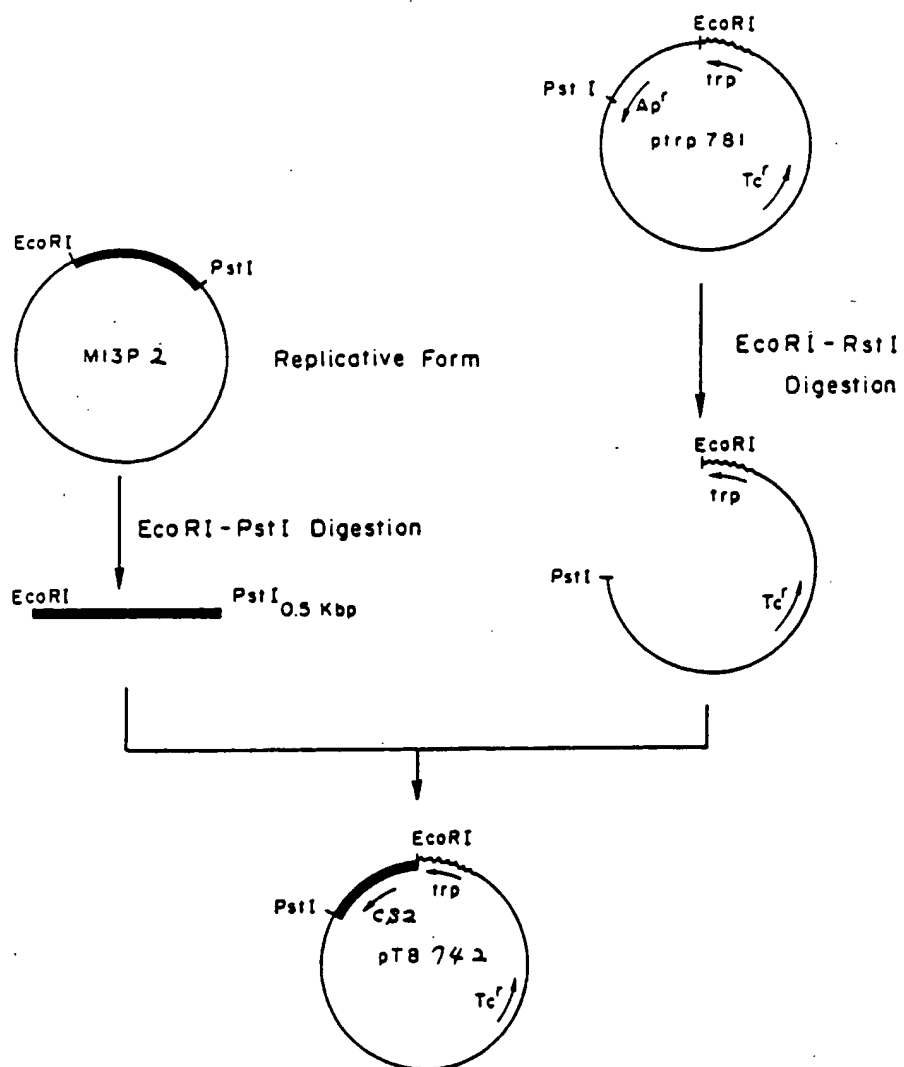 EcoRI
trp
Pst I
Apʳ
ptrp 781
Tcʳ
EcoRI
PstI
M13P 2
Replicative Form
EcoRI-RstI
Digestion
EcoRI
trp
EcoRI-PstI Digestion
PstI
EcoRI
PstI
0.5 Kbp
Tcʳ
EcoRI
trp
PstI
CS2
pT8 742
Tcʳ